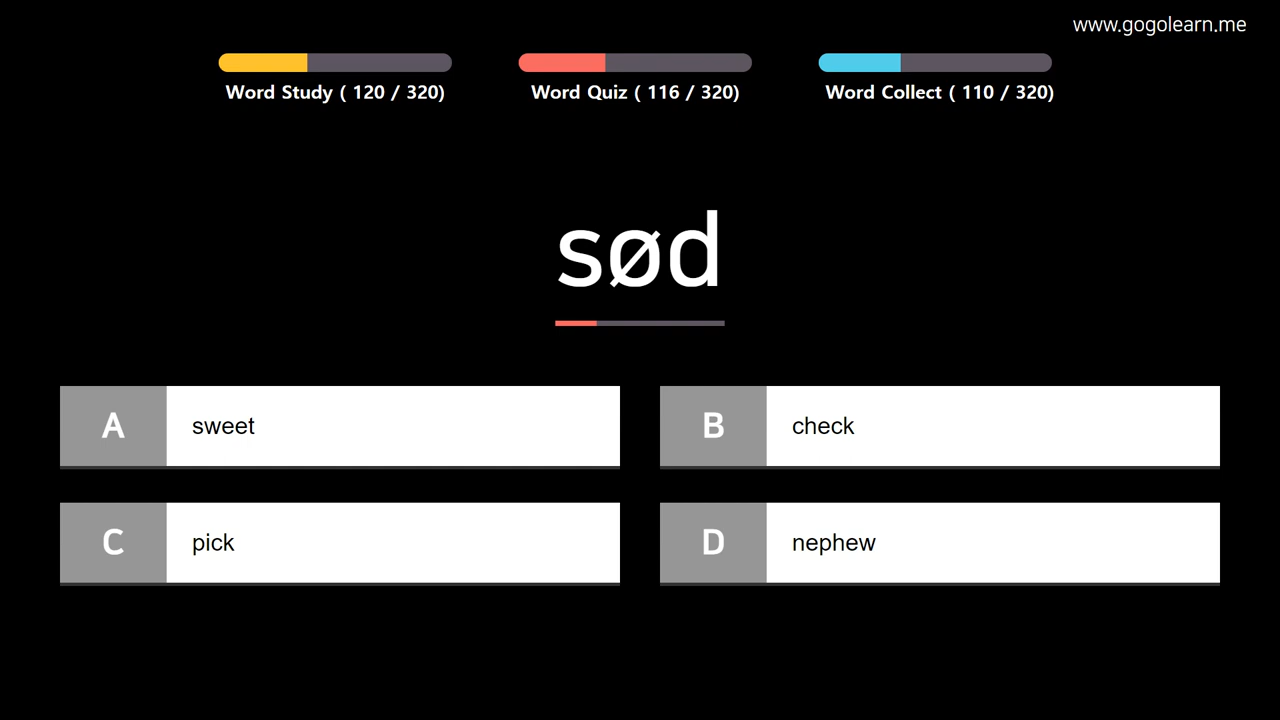 www.gogolearn.me
Word Study ( 120 / 320)
Word Quiz ( 116 / 320)
Word Collect ( 110 / 320)
sød
A sweet
B check
C pick
D nephew